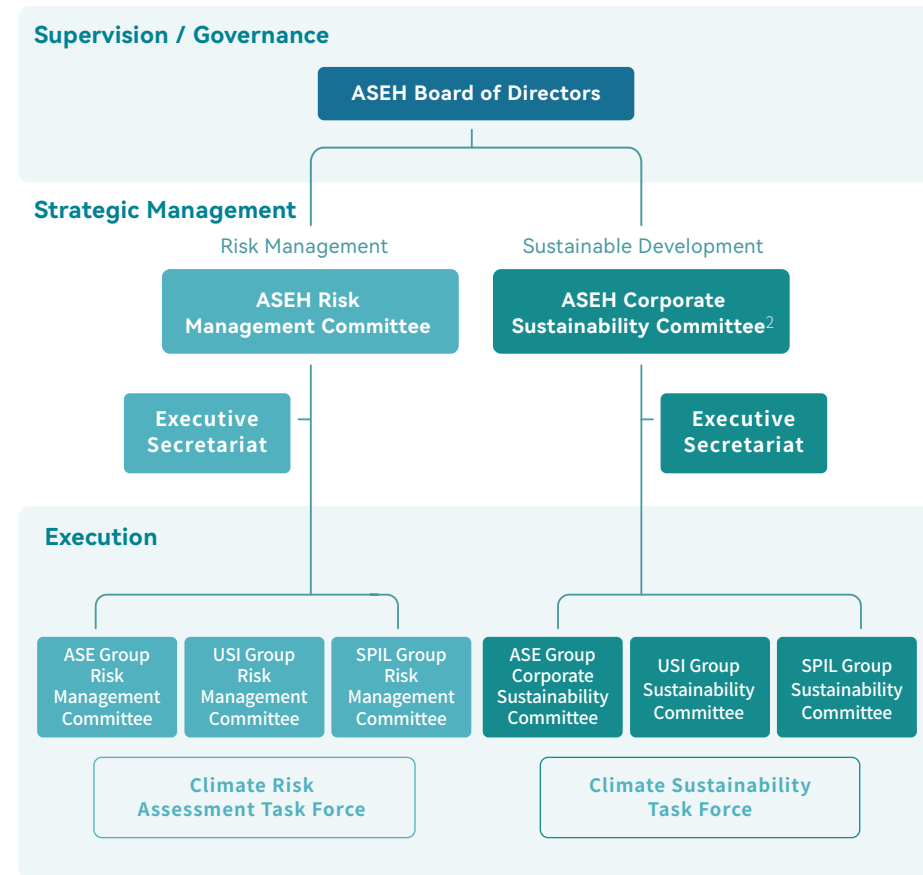 Supervision / Governance
ASEH Board of Directors
Strategic Management
Risk Management
Sustainable Development
ASEH Risk
Management Committee
ASEH Corporate
Sustainability Committee2
Executive
Secretariat
Executive
Secretariat
Execution
ASE Group
Risk
Management
Committee
USI Group
Risk
Management
Committee
SPIL Group
Risk
Management
Committee
ASE Group
Corporate
Sustainability
Committee
USI Group
Sustainability
Committee
SPIL Group
Sustainability
Committee
Climate Risk
Assessment Task Force
Climate Sustainability
Task Force